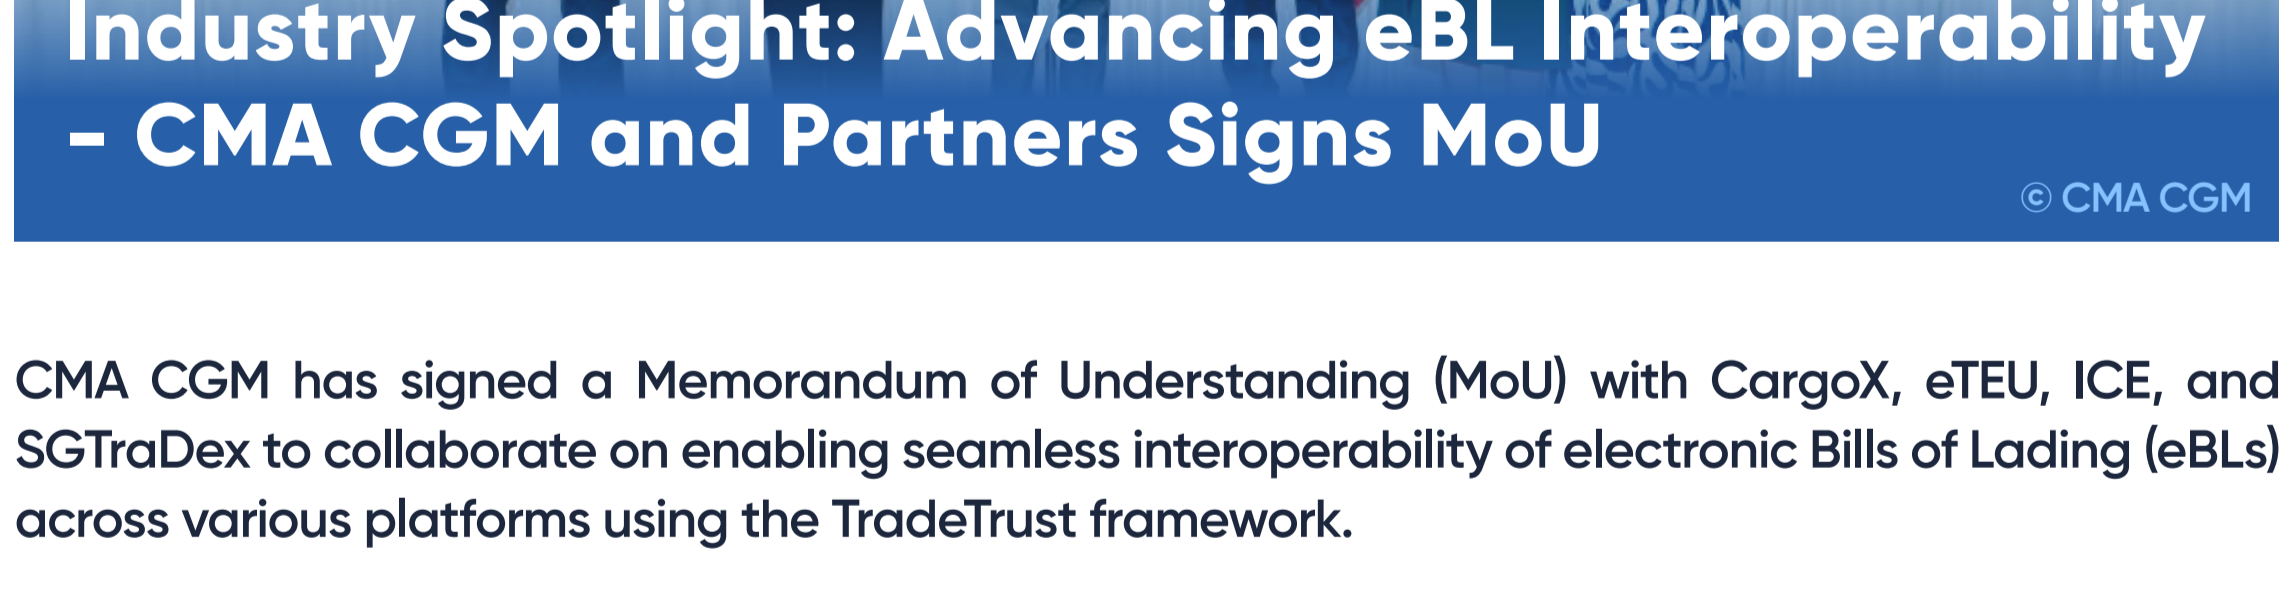 Industry Spotlight: Advancing eBL Interoperability
- CMA CGM and Partners Signs MoU
© CMA CGM
CMA CGM has signed a Memorandum of Understanding (MoU) with CargoX, eTEU, ICE, and
SGTraDex to collaborate on enabling seamless interoperability of electronic Bills of Lading (eBLs)
across various platforms using the TradeTrust framework.